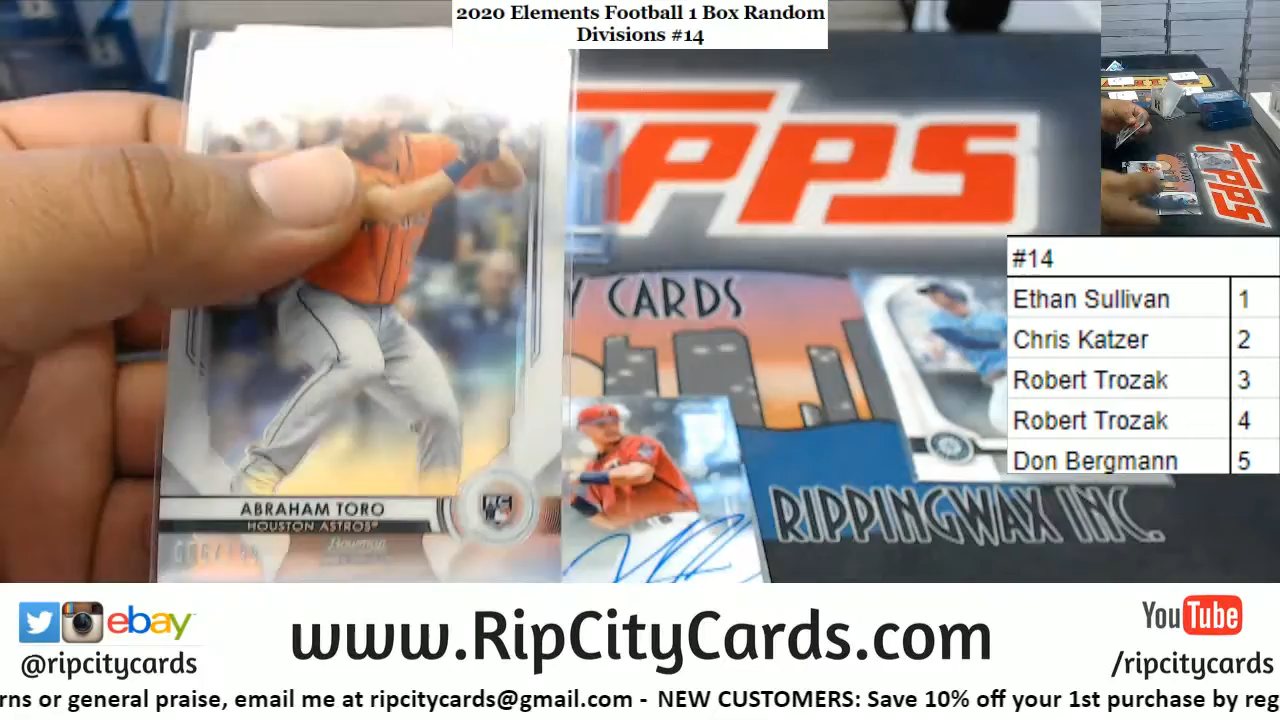 2020 Elements Football 1 Box Random
Divisions #14
TOPPS
Y CARDS
RIPPINGWAX INC.
ABRAHAM TORO
HOUSTON ASTROS
RC
Bowman
#14
Ethan Sullivan 1
Chris Katzer 2
Robert Trozak 3
Robert Trozak 4
Don Bergmann 5
ebay
@ripcitycards
www.RipCityCards.com
YouTube
/ripcitycards
rns or general praise, email me at ripcitycards@gmail.com - NEW CUSTOMERS: Save 10% off your 1st purchase by reg